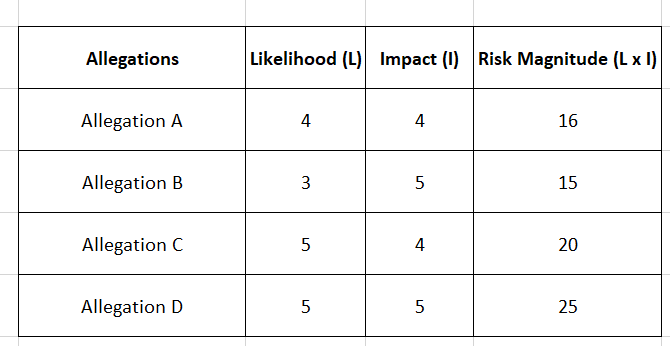 Allegations Likelihood (L) Impact (I) Risk Magnitude (L x I)
Allegation A 4 4 16
Allegation B 3 5 15
Allegation C 5 4 20
Allegation D 5 5 25